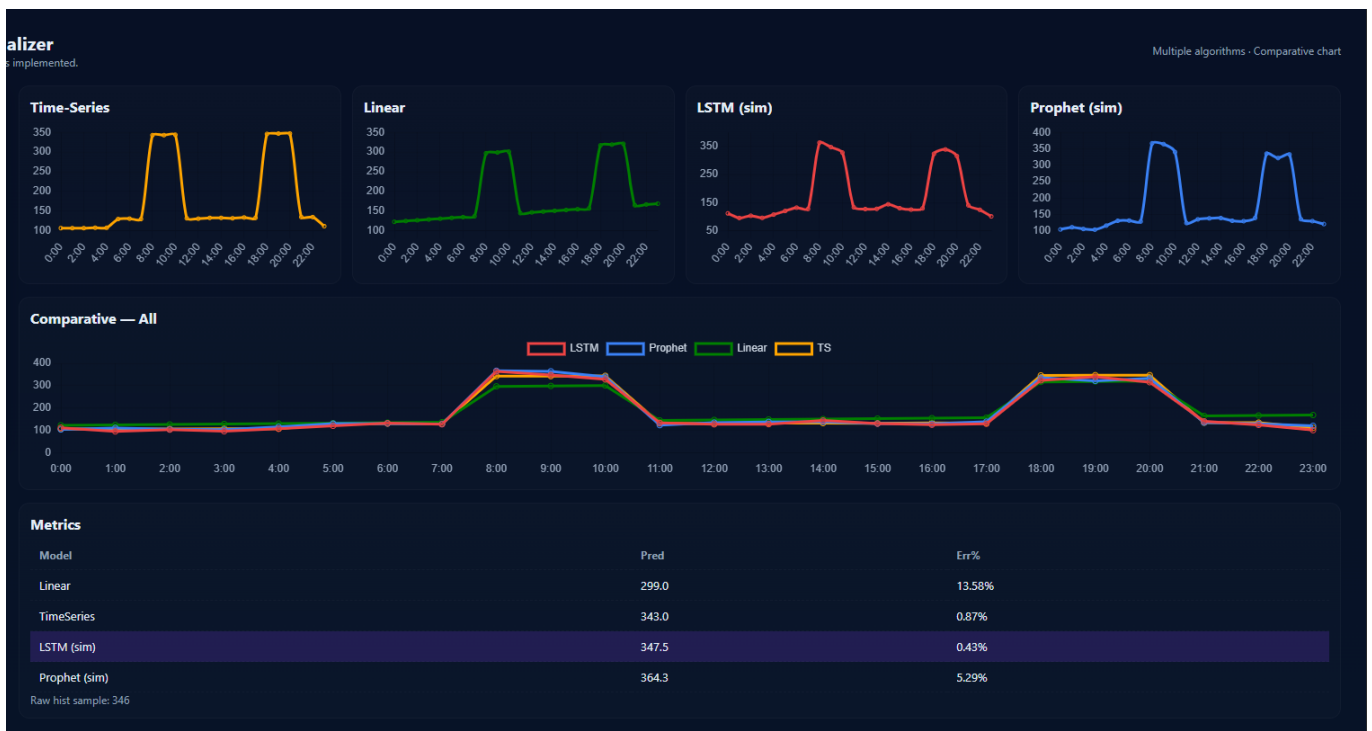 alizer
s implemented.
Multiple algorithms · Comparative chart
Time-Series
350
300
250
200
150
100
0:00 2:00 4:00 6:00 8:00 10:00 12:00 14:00 16:00 18:00 20:00 22:00
Linear
350
300
250
200
150
100
0:00 2:00 4:00 6:00 8:00 10:00 12:00 14:00 16:00 18:00 20:00 22:00
LSTM (sim)
350
250
150
50
0:00 2:00 4:00 6:00 8:00 10:00 12:00 14:00 16:00 18:00 20:00 22:00
Prophet (sim)
400
350
300
250
200
150
100
0:00 2:00 4:00 6:00 8:00 10:00 12:00 14:00 16:00 18:00 20:00 22:00
Comparative — All
LSTM Prophet Linear TS
400
300
200
100
0
0:00 1:00 2:00 3:00 4:00 5:00 6:00 7:00 8:00 9:00 10:00 11:00 12:00 13:00 14:00 15:00 16:00 17:00 18:00 19:00 20:00 21:00 22:00 23:00
Metrics
Model Pred Err%
Linear 299.0 13.58%
TimeSeries 343.0 0.87%
LSTM (sim) 347.5 0.43%
Prophet (sim) 364.3 5.29%
Raw hist sample: 346